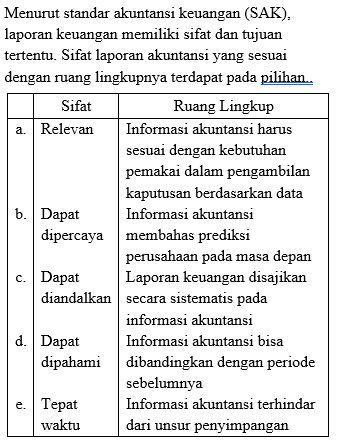 Menurut standar akuntansi keuangan (SAK),
laporan keuangan memiliki sifat dan tujuan
tertentu. Sifat laporan akuntansi yang sesuai
dengan ruang lingkupnya terdapat pada pilihan..
Sifat Ruang Lingkup
a. Relevan Informasi akuntansi harus
sesuai dengan kebutuhan
pemakai dalam pengambilan
kaputusan berdasarkan data
b. Dapat Informasi akuntansi
dipercaya membahas prediksi
perusahaan pada masa depan
c. Dapat Laporan keuangan disajikan
diandalkan secara sistematis pada
informasi akuntansi
d. Dapat Informasi akuntansi bisa
dipahami dibandingkan dengan periode
sebelumnya
e. Tepat Informasi akuntansi terhindar
waktu dari unsur penyimpangan